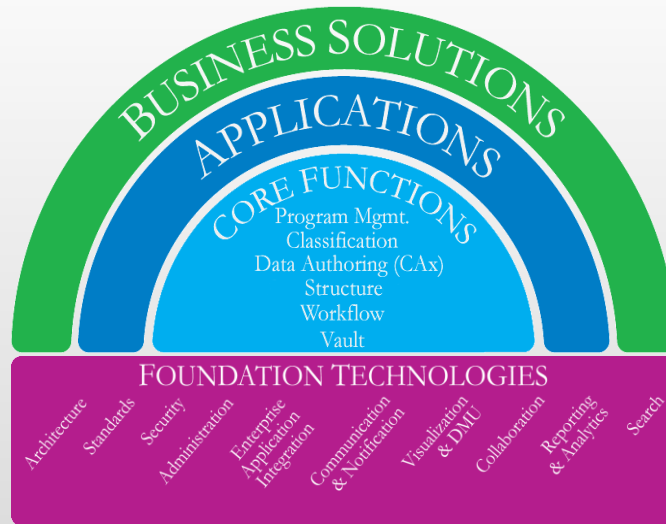 BUSINESS SOLUTIONS
APPLICATIONS
CORE FUNCTIONS
Program Mgmt.
Classification
Data Authoring (CAx)
Structure
Workflow
Vault
FOUNDATION TECHNOLOGIES
Architecture
Standards
Security
Administration
Enterprise
Application
Integration
Communication
& Notification
Visualization
& DMU
Collaboration
Reporting
& Analytics
Search